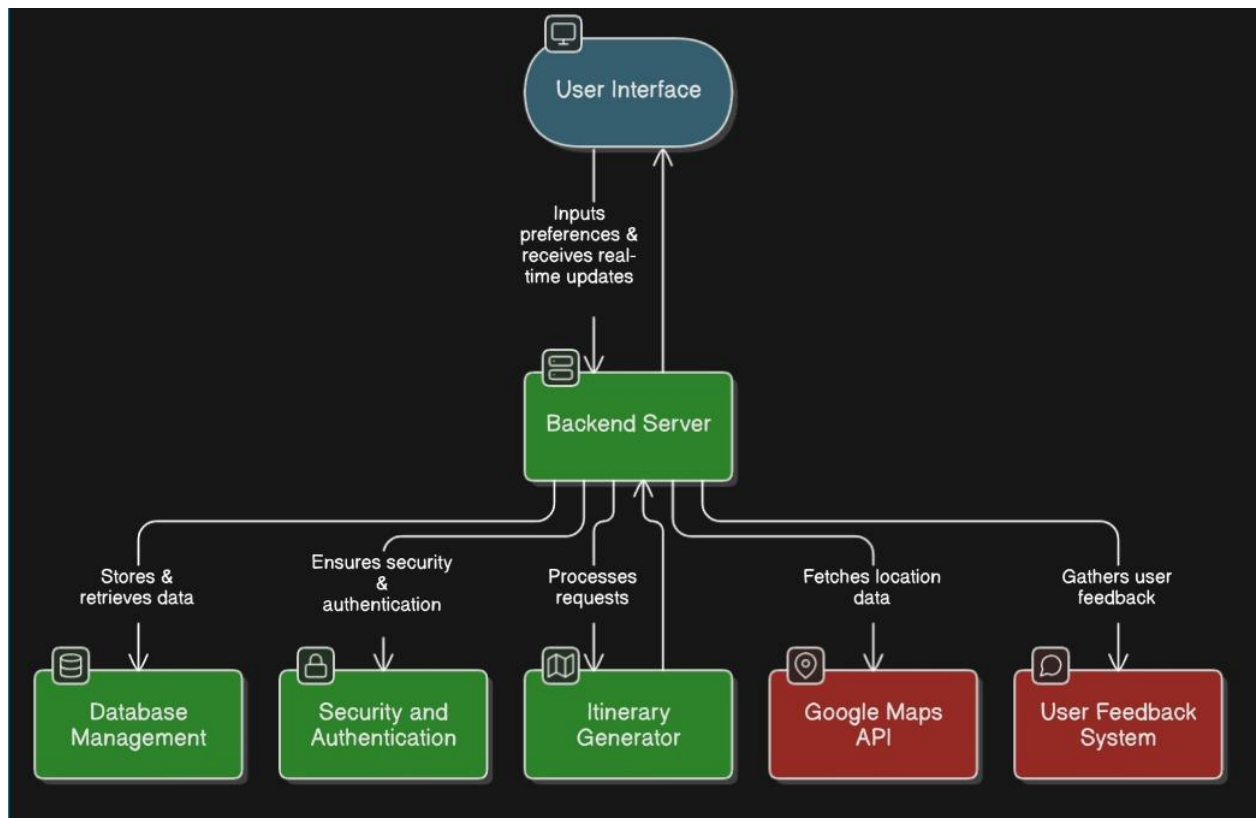 User Interface
Inputs
preferences &
receives real-
time updates
Backend Server
Stores &
retrieves data
Ensures security
&
authentication
Processes
requests
Fetches location
data
Gathers user
feedback
Database
Management
Security and
Authentication
Itinerary
Generator
Google Maps
API
User Feedback
System